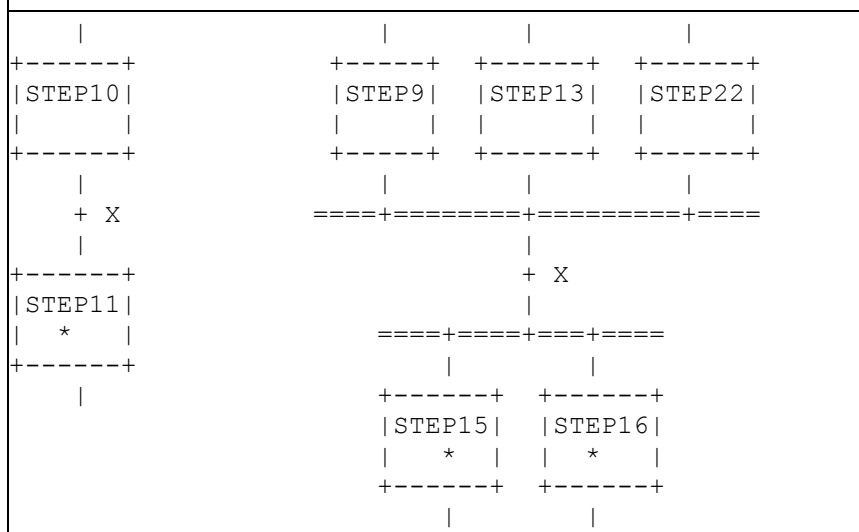 |                    |         |          |
+------+             +-----+  +------+  +------+
|STEP10|             |STEP9|  |STEP13|  |STEP22|
|      |             |     |  |      |  |      |
+------+             +-----+  +------+  +------+
    |                   |         |          |
    + X             ====+========+=========+====
    |                             |
+------+                          + X
|STEP11|                          |
|  *   |                ====+====+===+====
+------+                    |        |
    |                   +------+  +------+
                        |STEP15|  |STEP16|
                        |   *  |  |  *   |
                        +------+  +------+
                            |        |